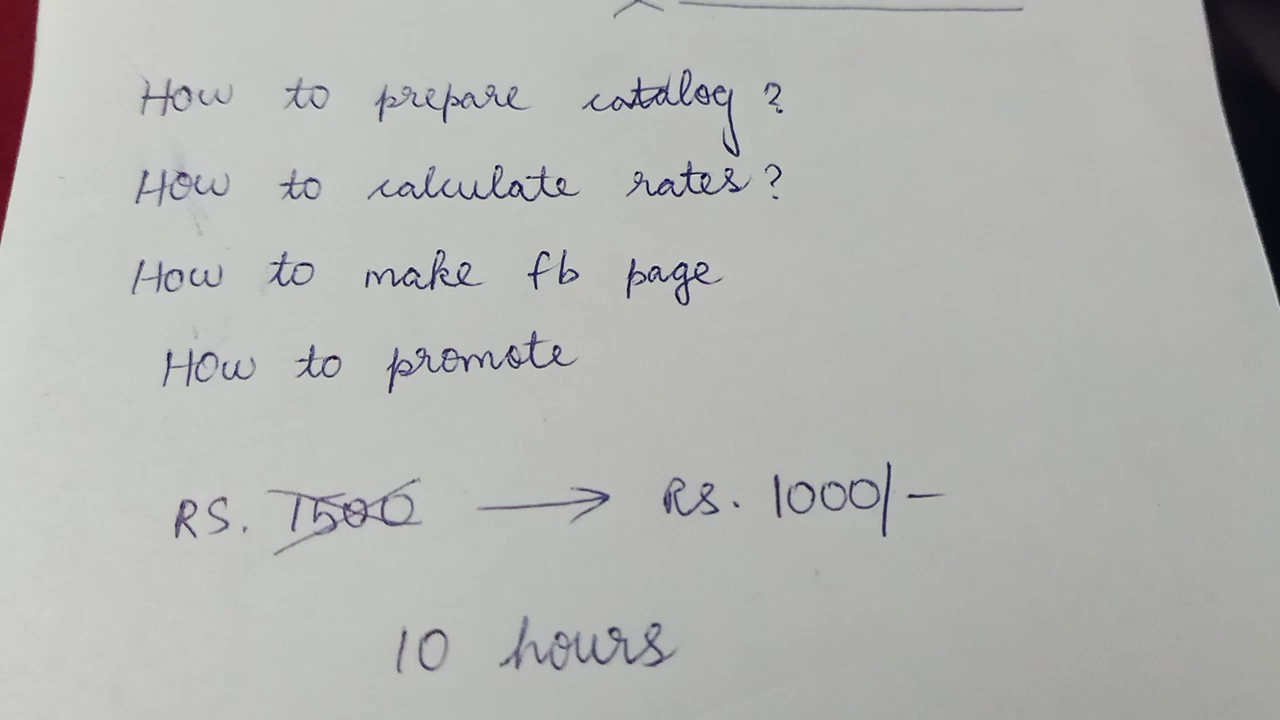 How to prepare catalog?
How to calculate rates?
How to make fb page
How to promote
RS. 1500 → RS. 1000/-
10 hours